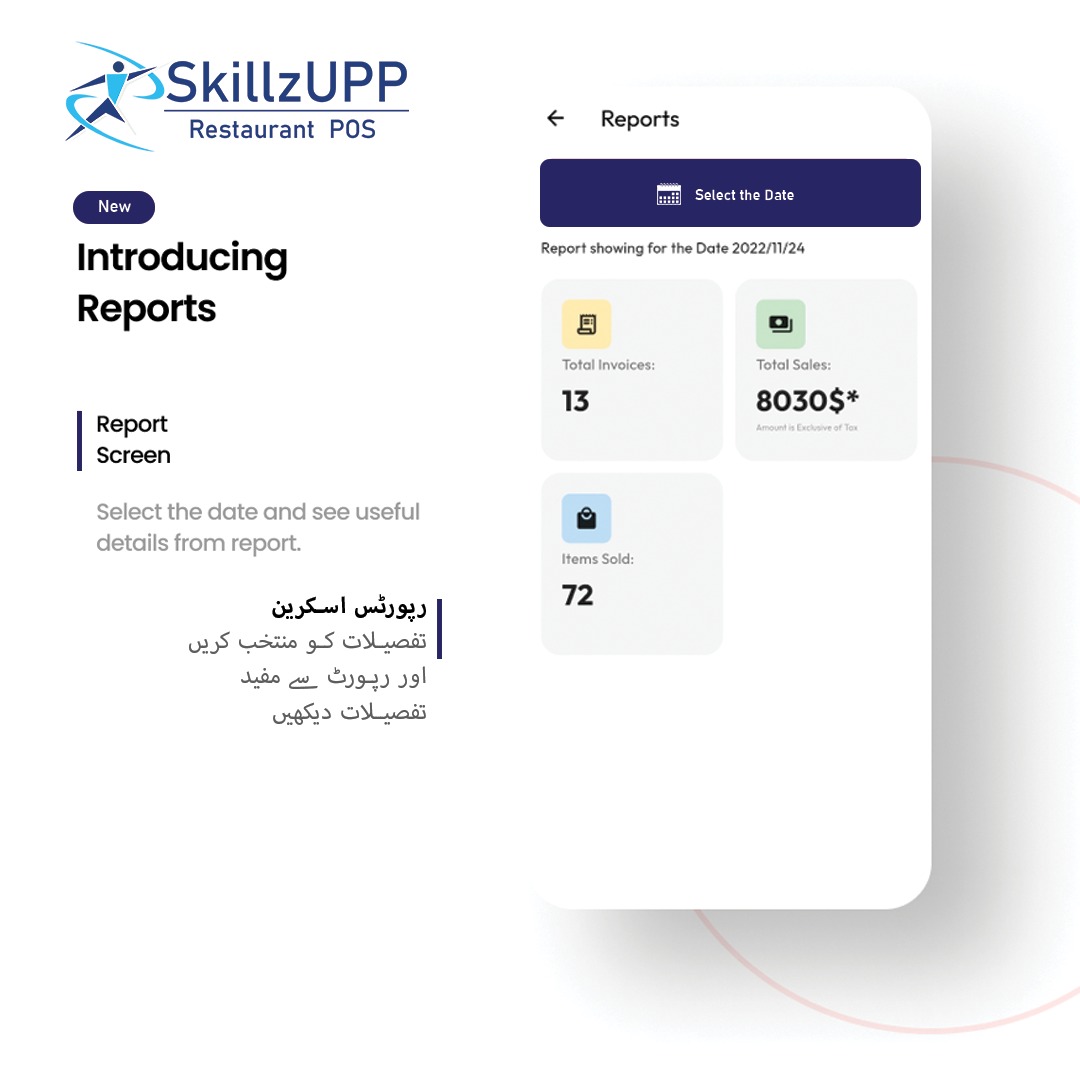 SkillzUPP
Restaurant POS
New
Introducing
Reports
Report
Screen
Select the date and see useful
details from report.
رپورٹس اسکرین
تفصیلات کو منتخب کریں
اور رپورٹ سے مفید
تفصیلات دیکھیں
Reports
Select the Date
Report showing for the Date 2022/11/24
Total Invoices:
13
Total Sales:
8030$*
Amount is Exclusive of Tax
Items Sold:
72